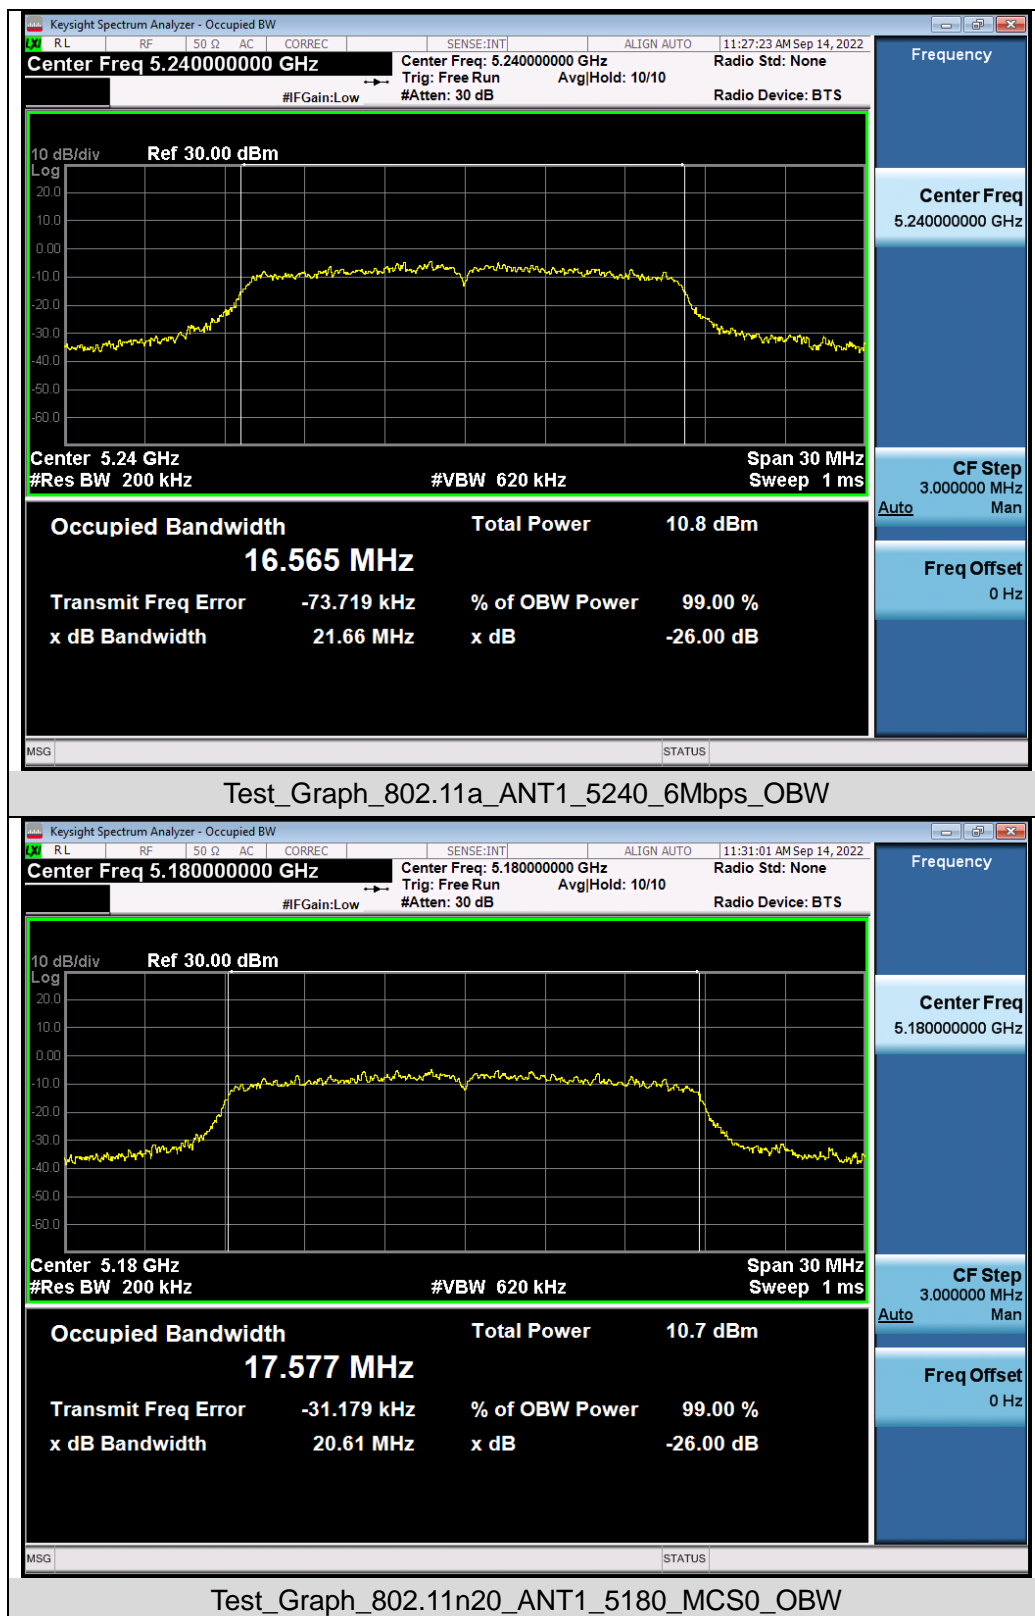 Keysight Spectrum Analyzer - Occupied BW
LXI RL RF 50 Ω AC CORREC SENSE:INT ALIGN AUTO 11:27:23 AM Sep 14, 2022
Center Freq 5.240000000 GHz
Center Freq: 5.240000000 GHz Radio Std: None
Trig: Free Run Avg|Hold: 10/10
#IFGain:Low #Atten: 30 dB Radio Device: BTS
Frequency
10 dB/div Ref 30.00 dBm
Log
20.0
10.0
0.00
-10.0
-20.0
-30.0
-40.0
-50.0
-60.0
Center 5.24 GHz Span 30 MHz
#Res BW 200 kHz #VBW 620 kHz Sweep 1 ms
Center Freq
5.240000000 GHz
CF Step
3.000000 MHz
Auto Man
Freq Offset
0 Hz
Occupied Bandwidth Total Power 10.8 dBm
16.565 MHz
Transmit Freq Error -73.719 kHz % of OBW Power 99.00 %
x dB Bandwidth 21.66 MHz x dB -26.00 dB
MSG STATUS
Test_Graph_802.11a_ANT1_5240_6Mbps_OBW
Keysight Spectrum Analyzer - Occupied BW
LXI RL RF 50 Ω AC CORREC SENSE:INT ALIGN AUTO 11:31:01 AM Sep 14, 2022
Center Freq 5.180000000 GHz
Center Freq: 5.180000000 GHz Radio Std: None
Trig: Free Run Avg|Hold: 10/10
#IFGain:Low #Atten: 30 dB Radio Device: BTS
Frequency
10 dB/div Ref 30.00 dBm
Log
20.0
10.0
0.00
-10.0
-20.0
-30.0
-40.0
-50.0
-60.0
Center 5.18 GHz Span 30 MHz
#Res BW 200 kHz #VBW 620 kHz Sweep 1 ms
Center Freq
5.180000000 GHz
CF Step
3.000000 MHz
Auto Man
Freq Offset
0 Hz
Occupied Bandwidth Total Power 10.7 dBm
17.577 MHz
Transmit Freq Error -31.179 kHz % of OBW Power 99.00 %
x dB Bandwidth 20.61 MHz x dB -26.00 dB
MSG STATUS
Test_Graph_802.11n20_ANT1_5180_MCS0_OBW